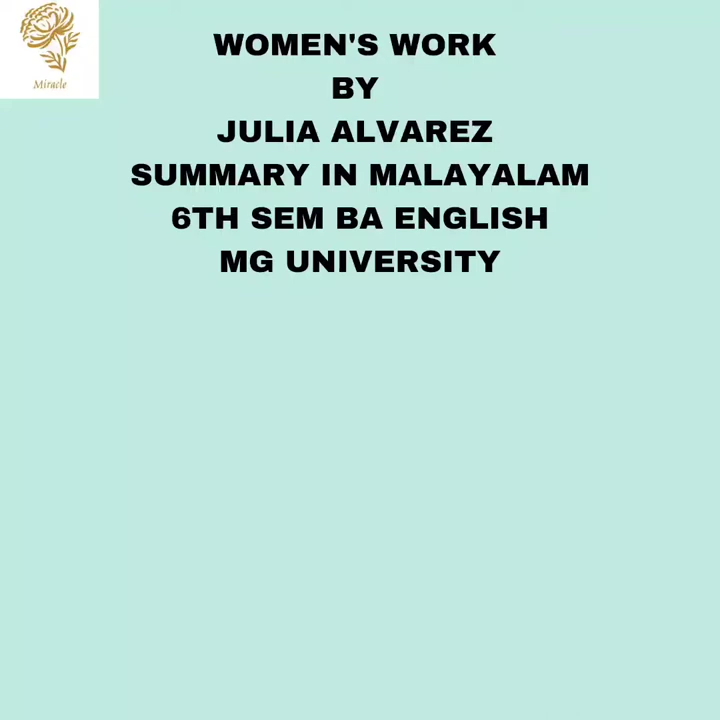 Miracle
WOMEN'S WORK
BY
JULIA ALVAREZ
SUMMARY IN MALAYALAM
6TH SEM BA ENGLISH
MG UNIVERSITY